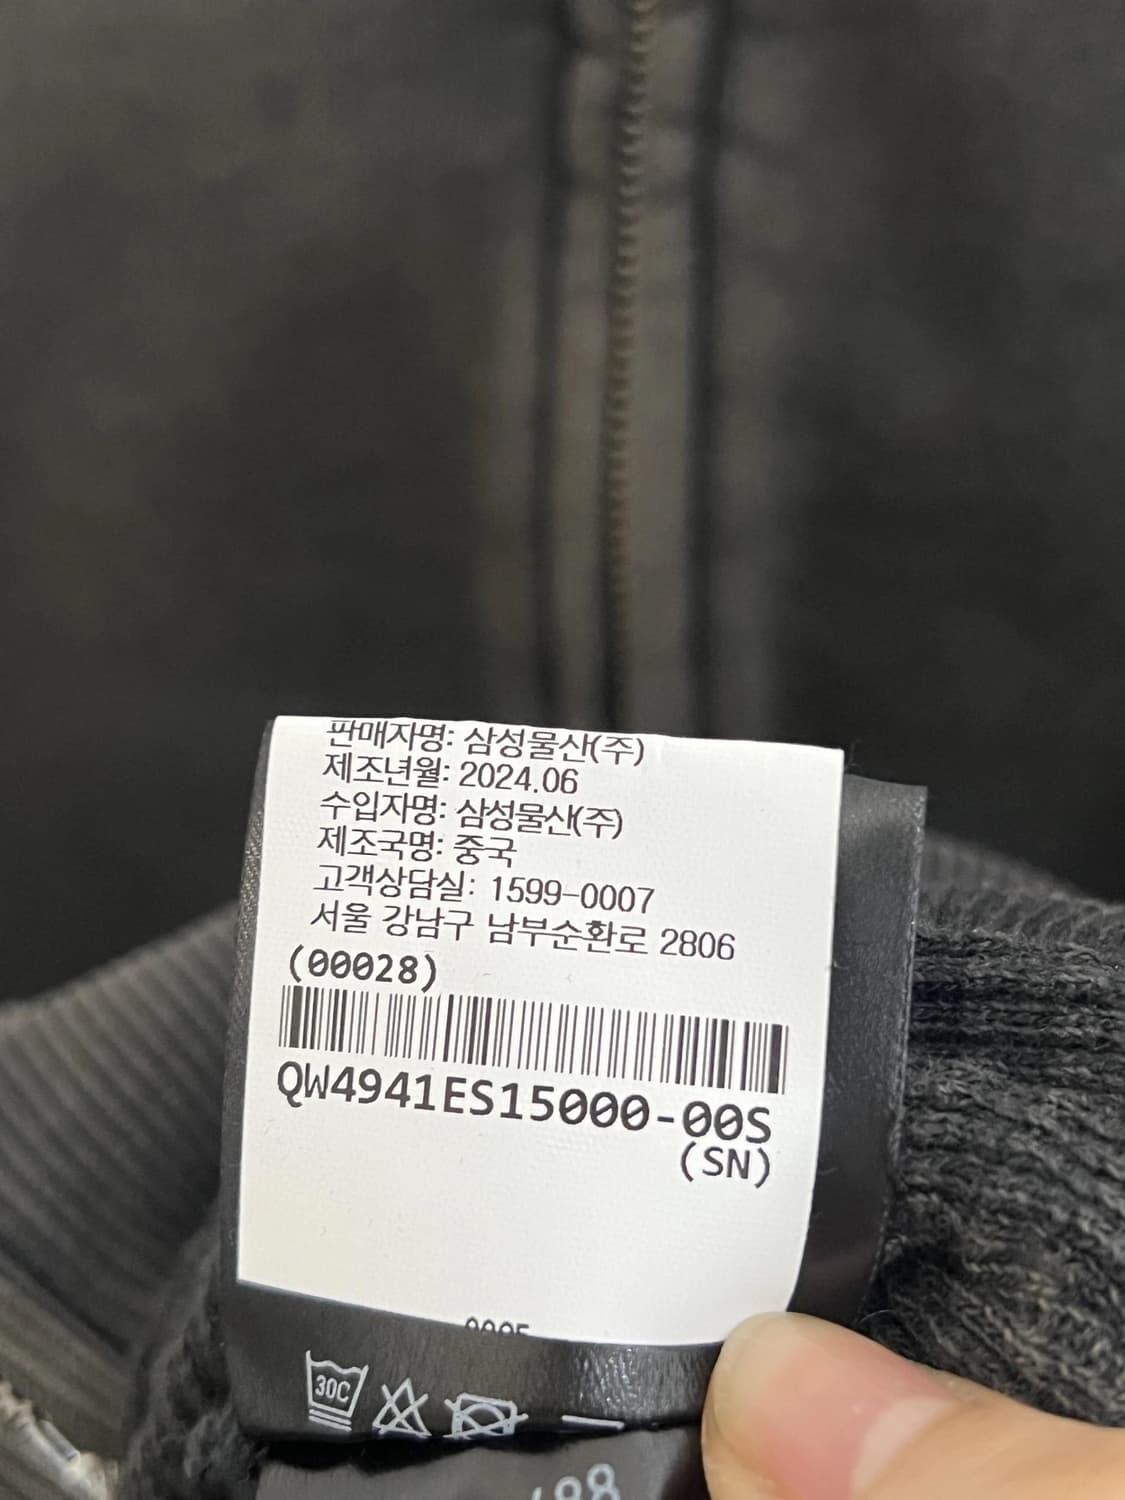 판매자명: 삼성물산(주)
제조년월: 2024.06
수입자명: 삼성물산(주)
제조국명: 중국
고객상담실: 1599-0007
서울 강남구 남부순환로 2806
(00028)
QW4941ES15000-00S
(SN)
30C